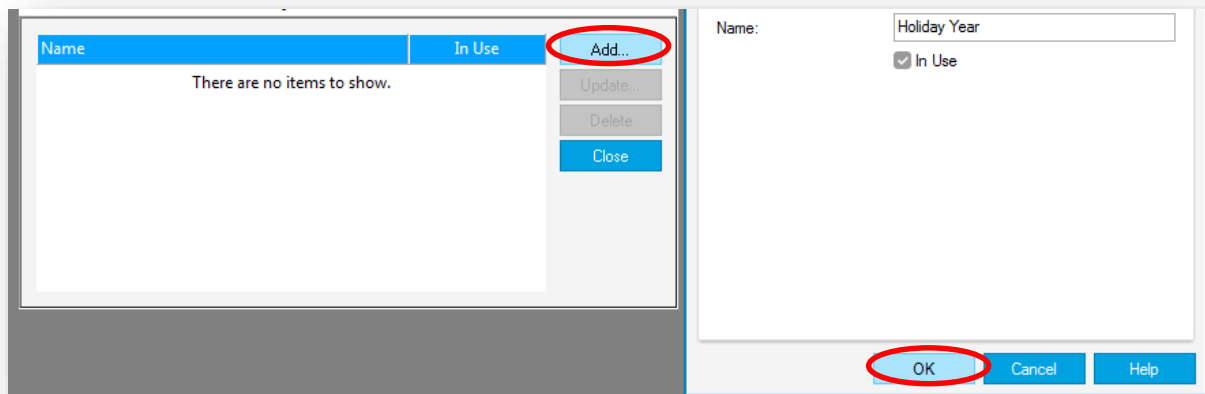 Name In Use
There are no items to show.
Add...
Update...
Delete
Close
Name: Holiday Year
In Use
OK Cancel Help